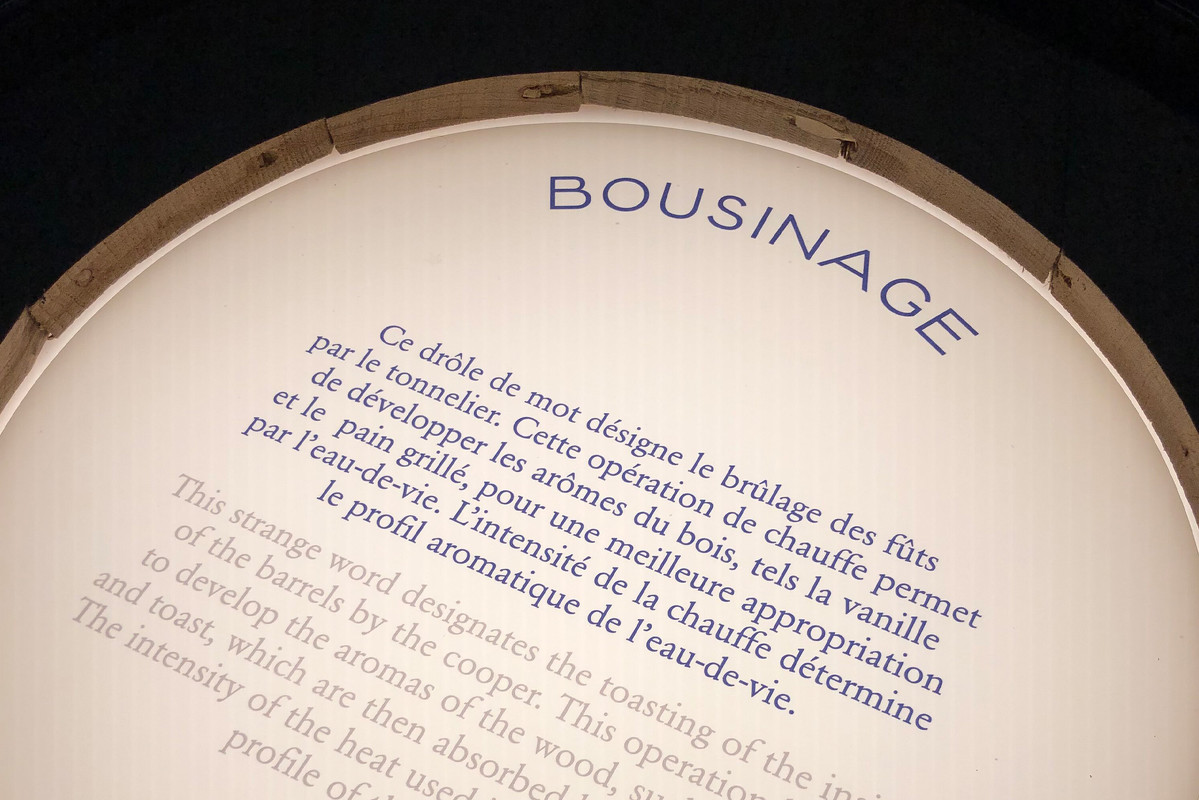 BOUSINAGE
Ce drôle de mot désigne le brûlage des fûts
par le tonnelier. Cette opération de chauffe permet
de développer les arômes du bois, tels la vanille
et le pain grillé, pour une meilleure appropriation
par l'eau-de-vie. L'intensité de la chauffe détermine
le profil aromatique de l'eau-de-vie.
This strange word designates the toasting of the
of the barrels by the cooper. This operation
to develop the aromas of the wood,
and toast, which are then absorbed
The intensity of the heat used
profile of